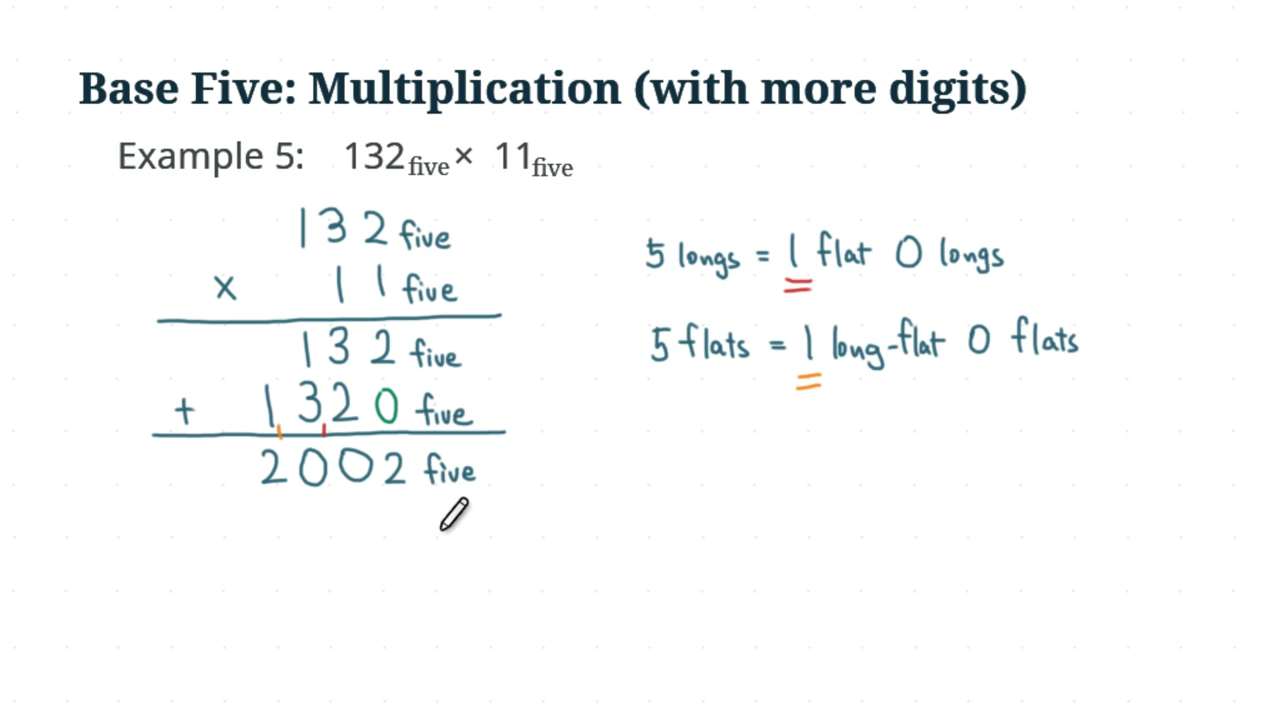 Base Five: Multiplication (with more digits)
Example 5: 132five × 11five
132 five
x 11 five
132 five
+ 1320 five
2002 five
5 longs = 1 flat 0 longs
5 flats = 1 long-flat 0 flats